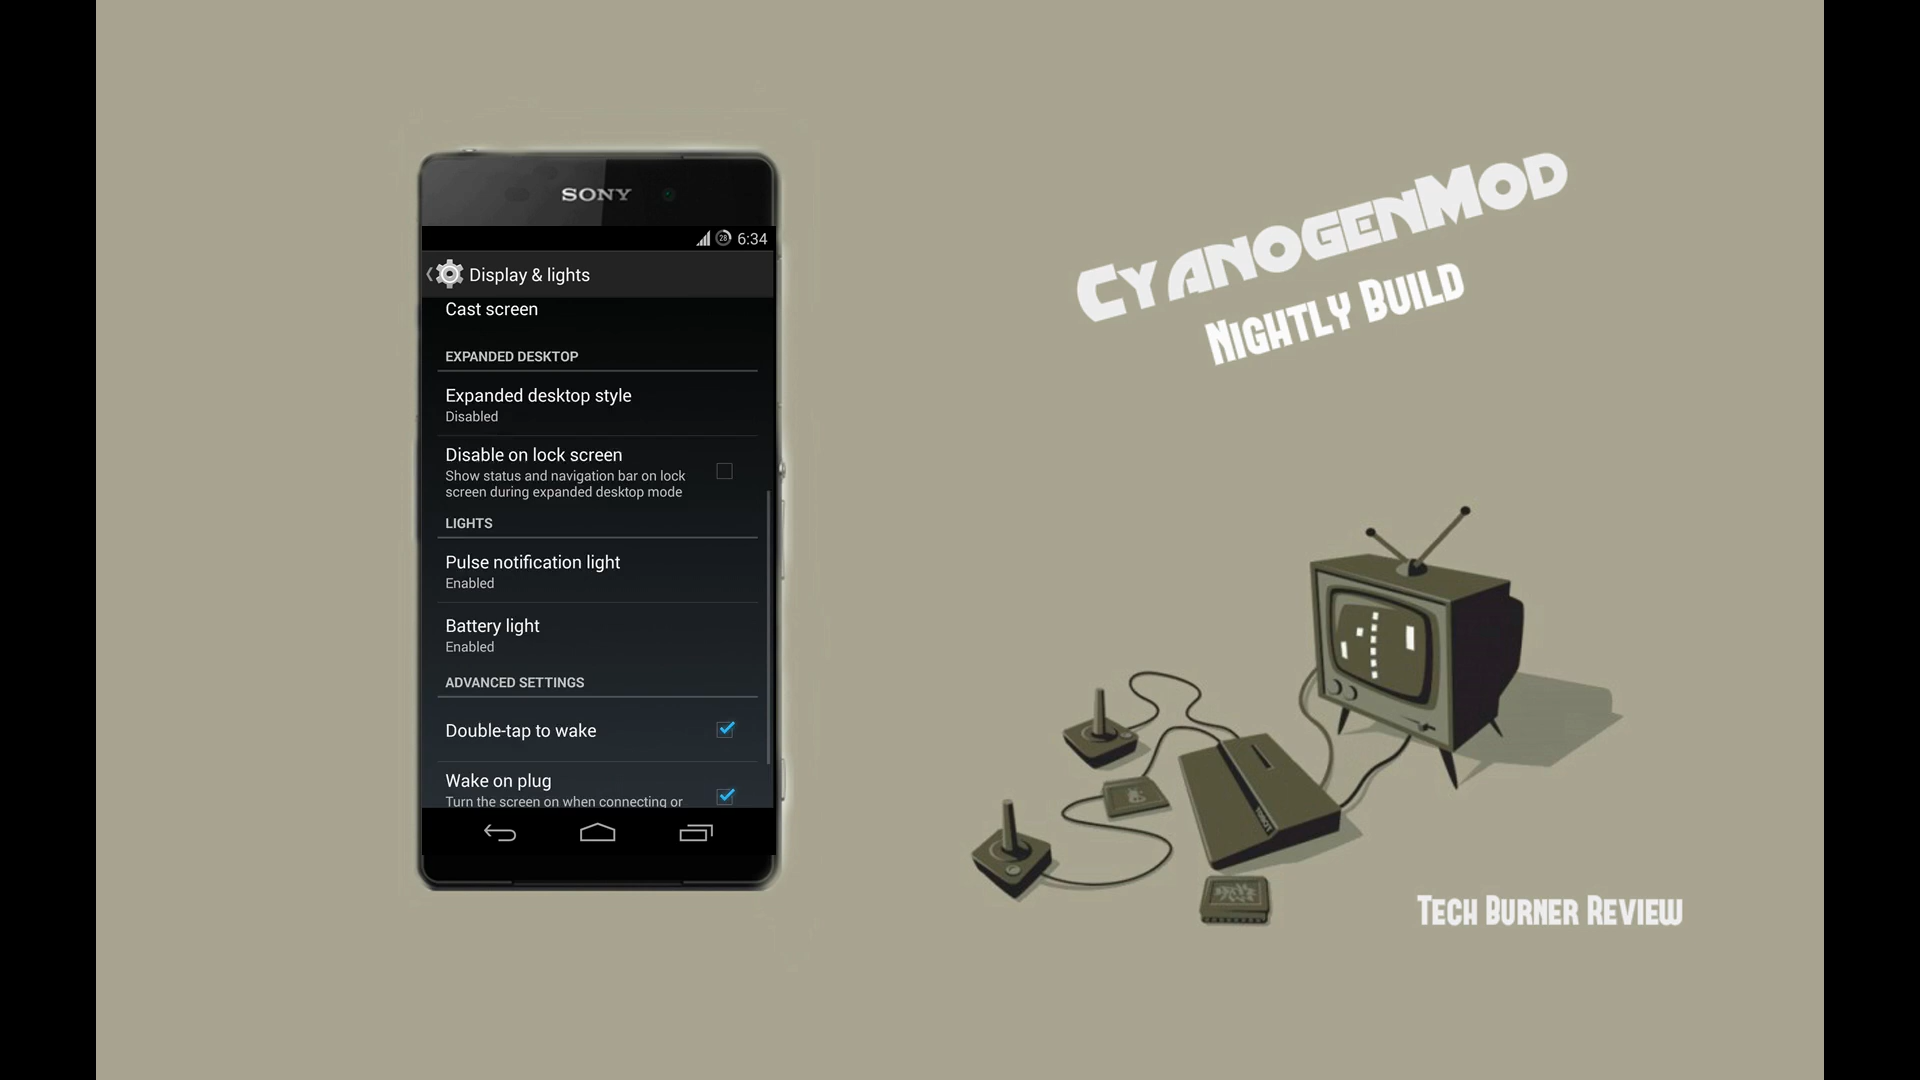 SONY
28 6:34
Display & lights
Cast screen
EXPANDED DESKTOP
Expanded desktop style
Disabled
Disable on lock screen
Show status and navigation bar on lock
screen during expanded desktop mode
LIGHTS
Pulse notification light
Enabled
Battery light
Enabled
ADVANCED SETTINGS
Double-tap to wake
Wake on plug
Turn the screen on when connecting or
CyanogenMod
Nightly Build
Tech Burner Review